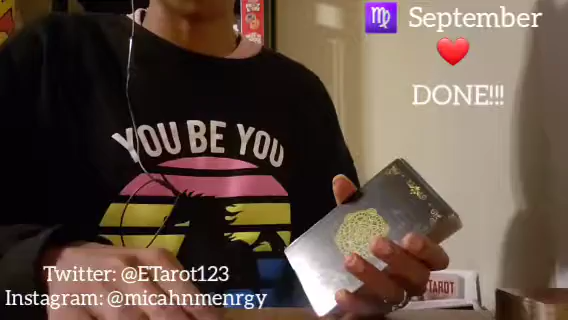 ♍ September
❤️
DONE!!!
YOU BE YOU
TAROT
Twitter: @ETarot123
Instagram: @micahnmenrgy